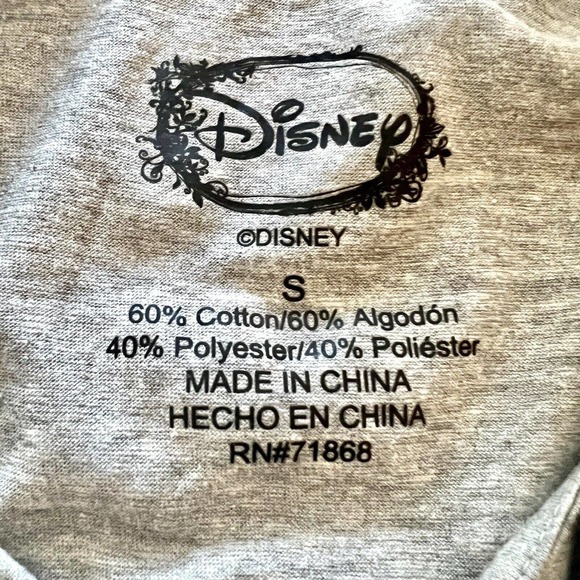 Disney
©DISNEY
S
60% Cotton/60% Algodón
40% Polyester/40% Poliéster
MADE IN CHINA
HECHO EN CHINA
RN#71868